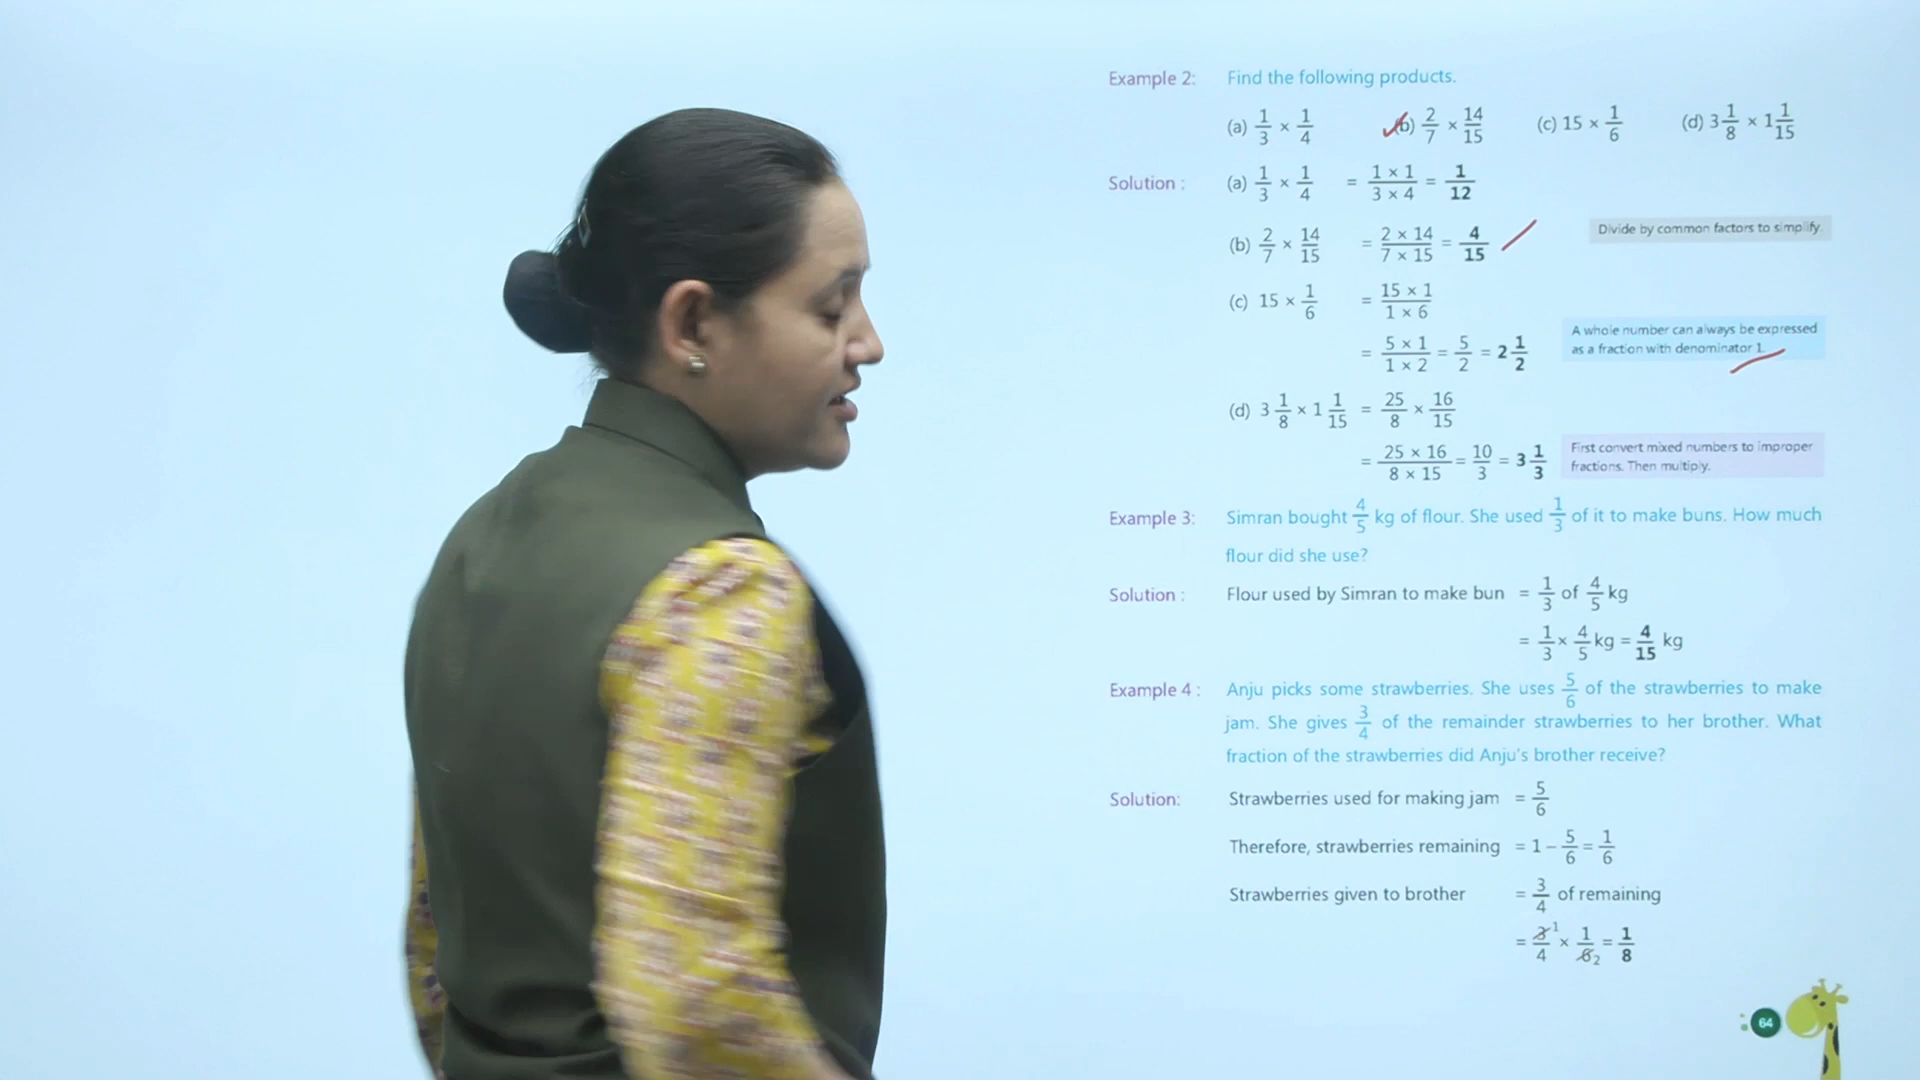 Example 2: Find the following products.
(a) 1/3 × 1/4 (b) 2/7 × 14/15 (c) 15 × 1/6 (d) 3 1/8 × 1 1/15
Solution : (a) 1/3 × 1/4 = (1 × 1)/(3 × 4) = 1/12
(b) 2/7 × 14/15 = (2 × 14)/(7 × 15) = 4/15
Divide by common factors to simplify.
(c) 15 × 1/6 = (15 × 1)/(1 × 6)
= (5 × 1)/(1 × 2) = 5/2 = 2 1/2
A whole number can always be expressed
as a fraction with denominator 1.
(d) 3 1/8 × 1 1/15 = 25/8 × 16/15
= (25 × 16)/(8 × 15) = 10/3 = 3 1/3
First convert mixed numbers to improper
fractions. Then multiply.
Example 3: Simran bought 4/5 kg of flour. She used 1/3 of it to make buns. How much
flour did she use?
Solution : Flour used by Simran to make bun = 1/3 of 4/5 kg
= 1/3 × 4/5 kg = 4/15 kg
Example 4 : Anju picks some strawberries. She uses 5/6 of the strawberries to make
jam. She gives 3/4 of the remainder strawberries to her brother. What
fraction of the strawberries did Anju's brother receive?
Solution: Strawberries used for making jam = 5/6
Therefore, strawberries remaining = 1 – 5/6 = 1/6
Strawberries given to brother = 3/4 of remaining
= 3 1/4 × 1/6 2 = 1/8
64